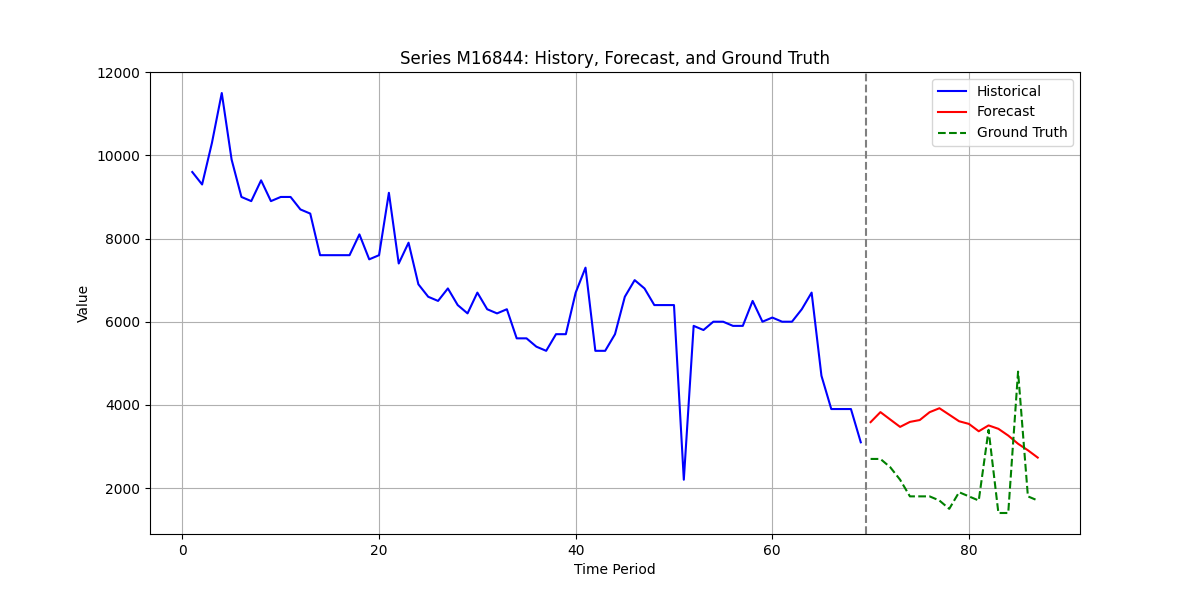 Series M16844: History, Forecast, and Ground Truth
12000
10000
8000
6000
4000
2000
Value
0
20
40
60
80
Time Period
Historical
Forecast
Ground Truth